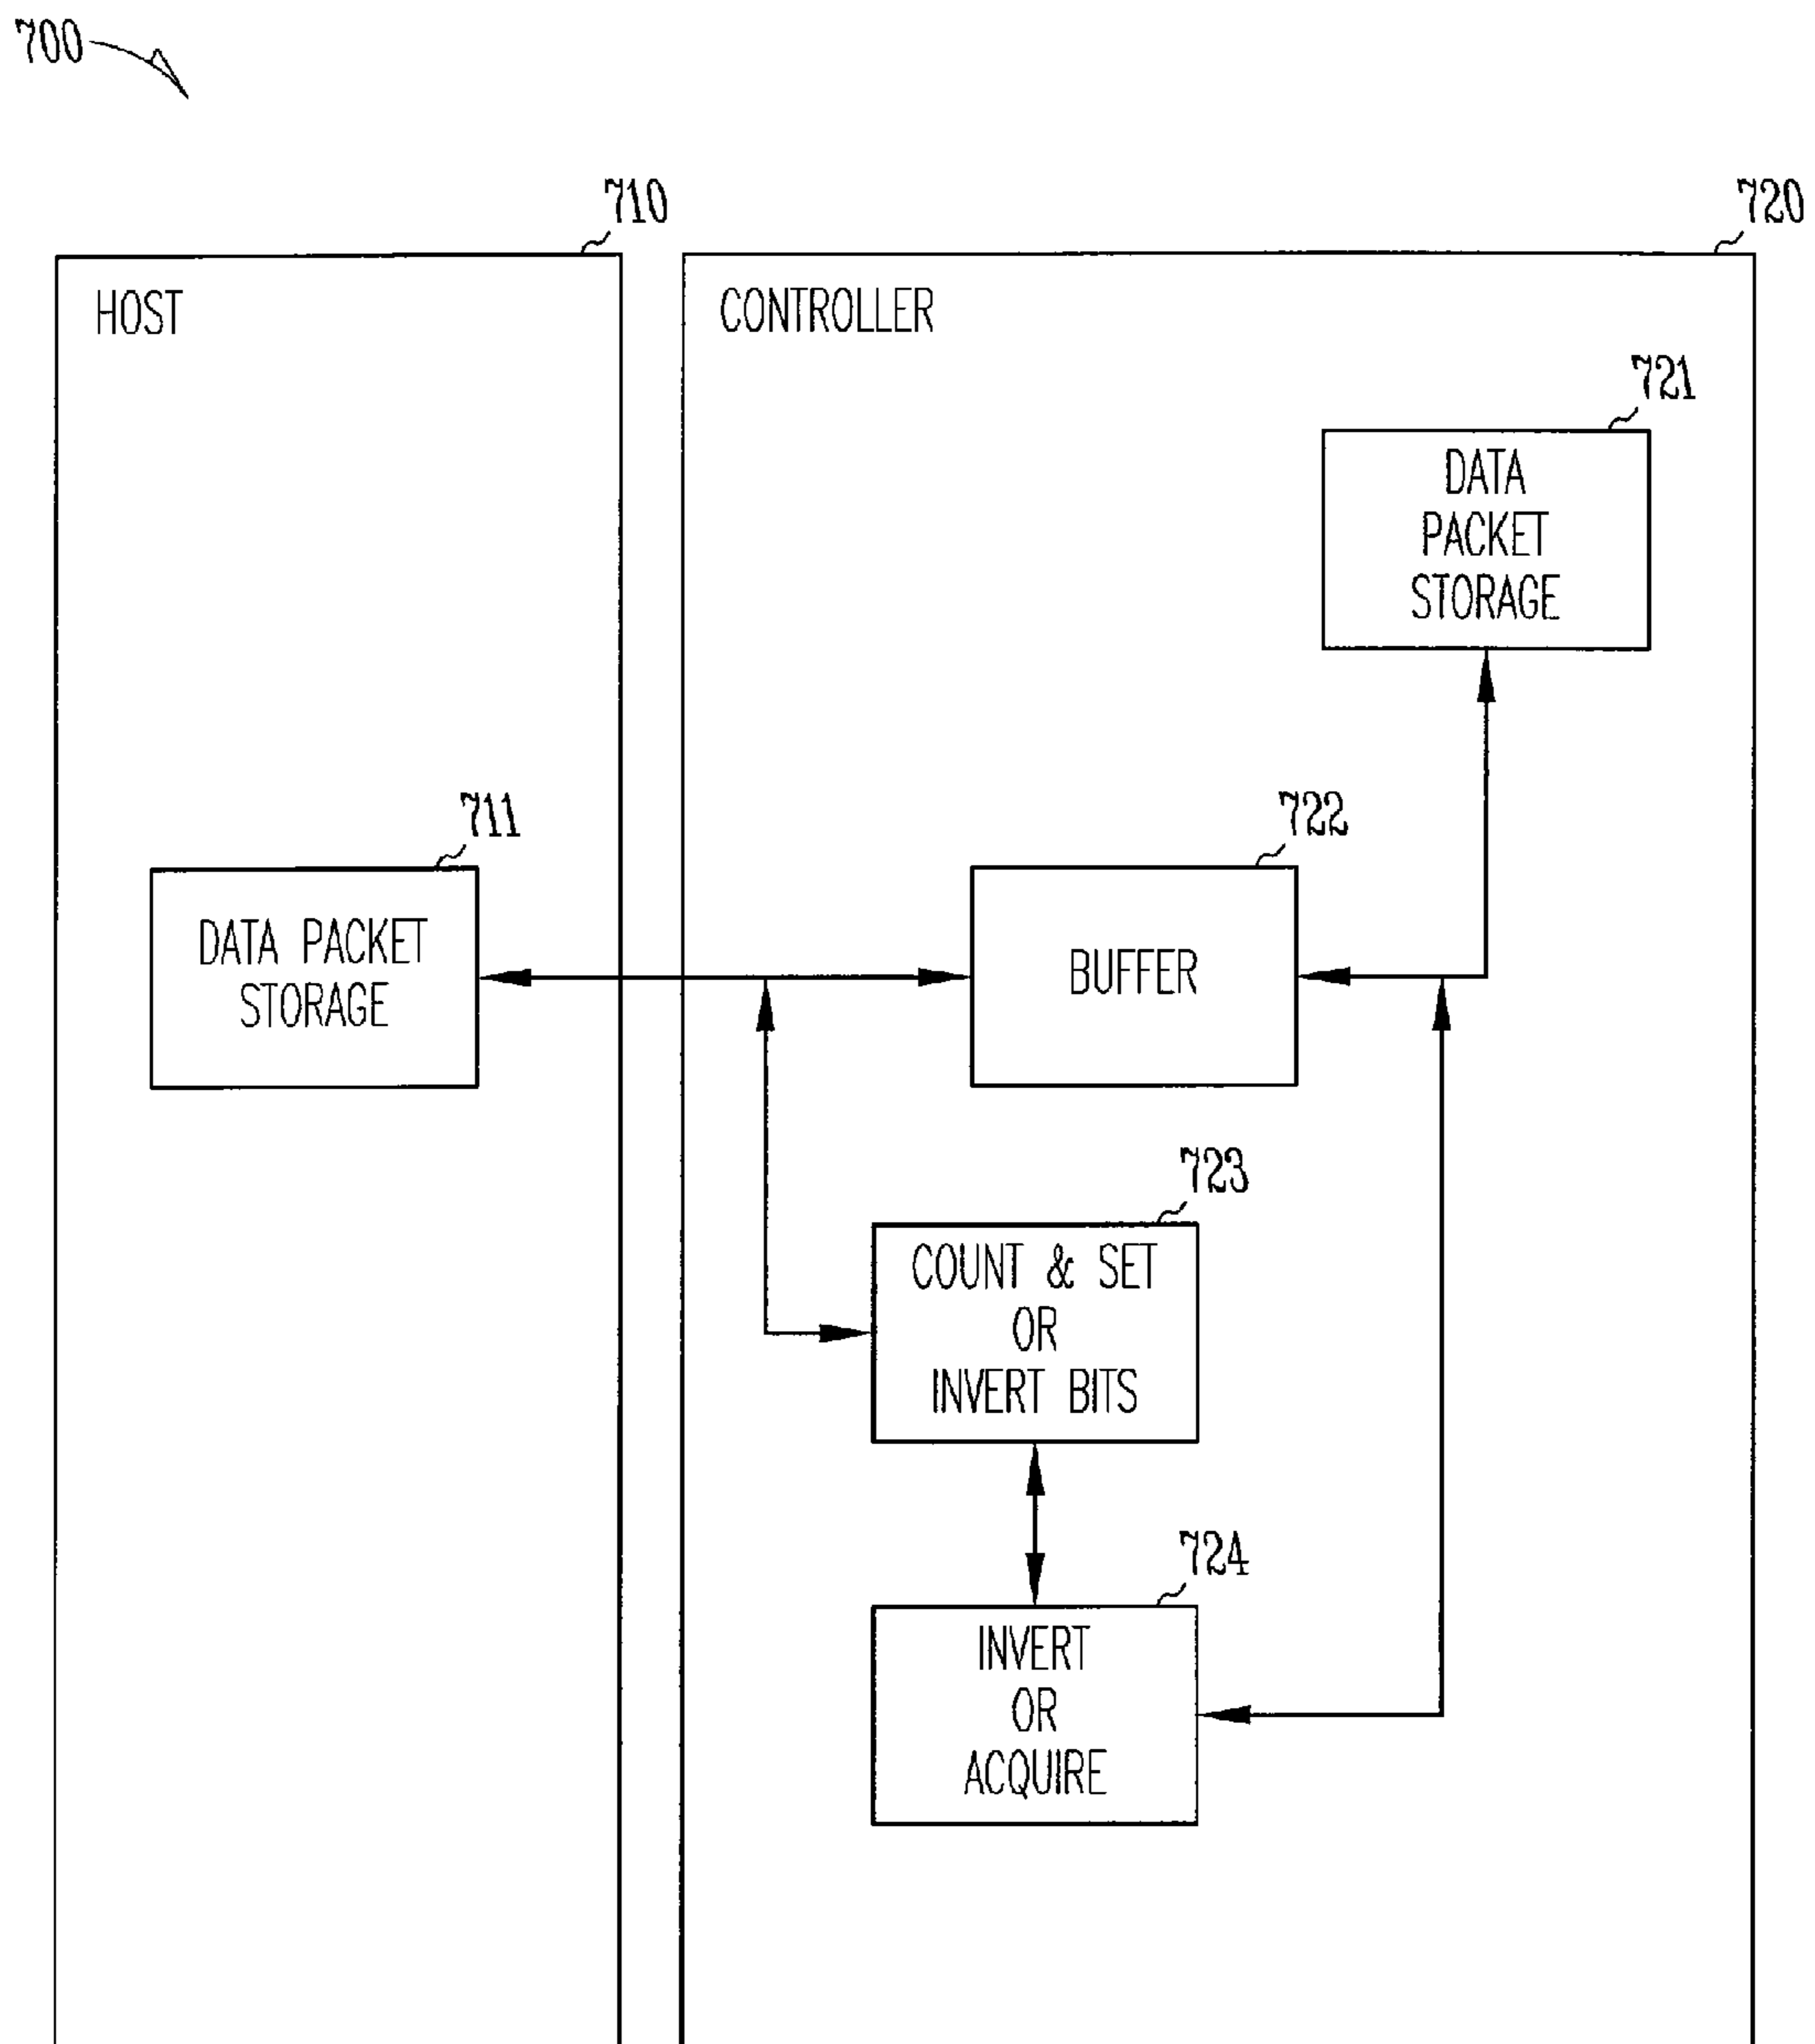 700
710
720
HOST
CONTROLLER
721
DATA
PACKET
STORAGE
711
722
DATA PACKET
STORAGE
BUFFER
723
COUNT & SET
OR
INVERT BITS
724
INVERT
OR
ACQUIRE